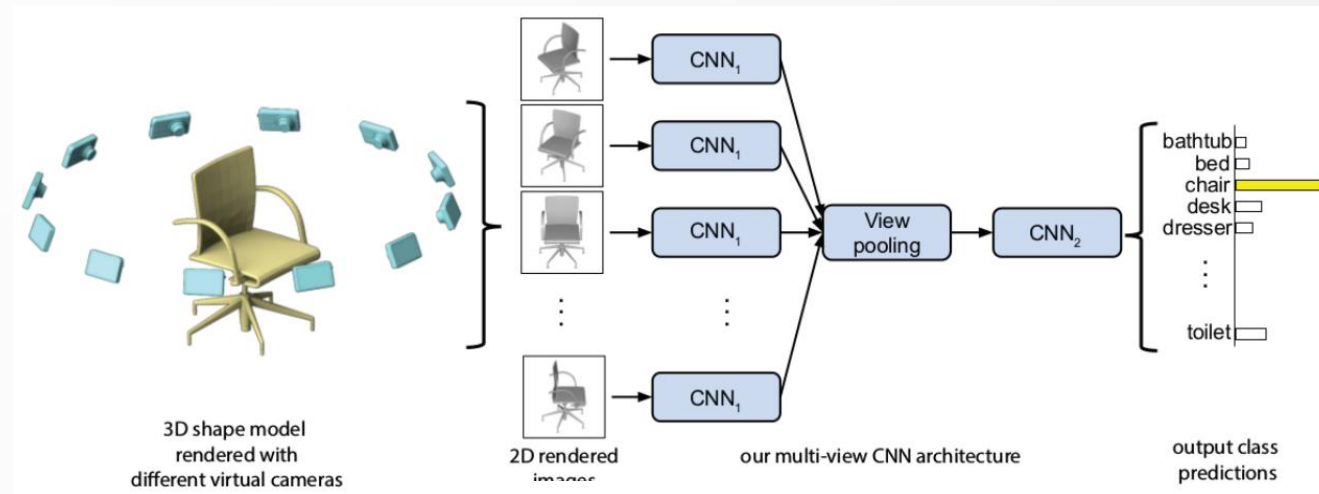 CNN₁
CNN₁
CNN₁
CNN₁
View
pooling
CNN₂
bathtub
bed
chair
desk
dresser
toilet
3D shape model
rendered with
different virtual cameras
2D rendered
images
our multi-view CNN architecture
output class
predictions